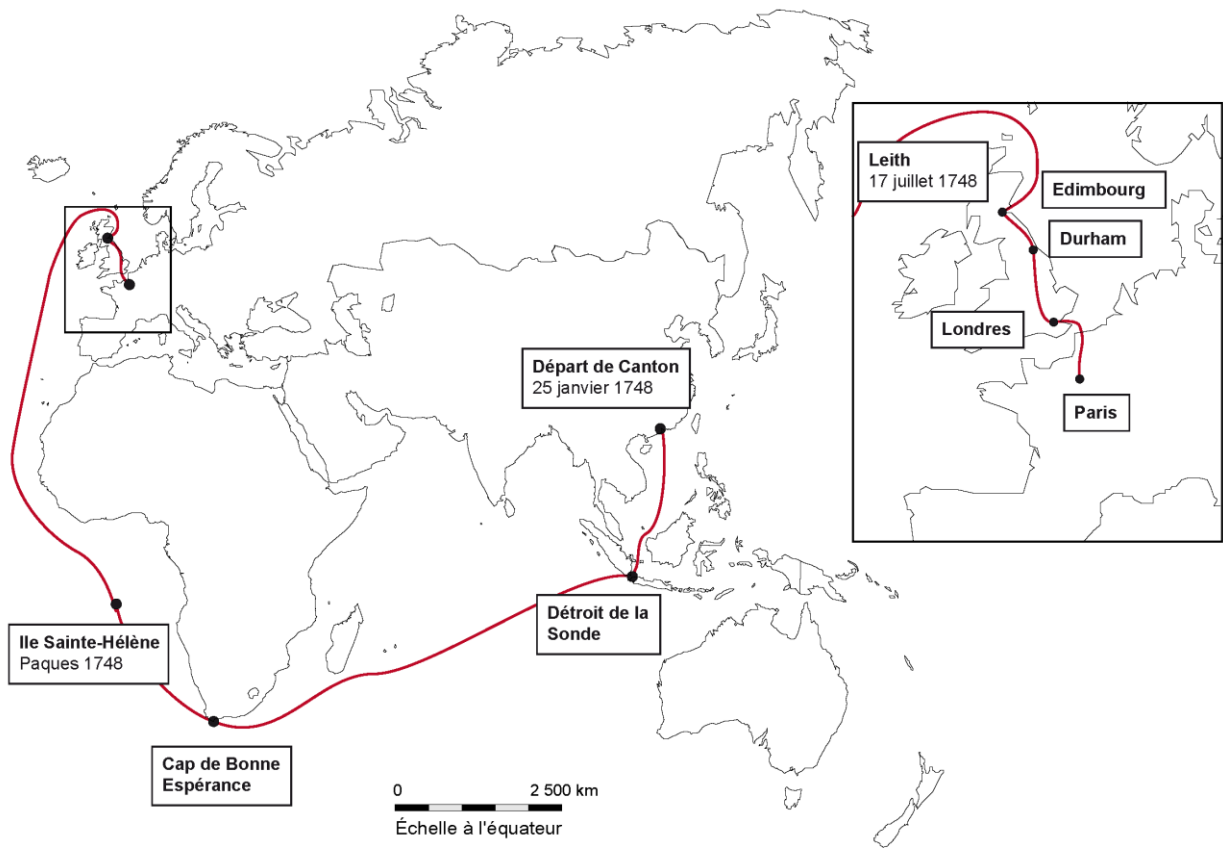 Leith
17 juillet 1748
Edimbourg
Durham
Londres
Paris
Départ de Canton
25 janvier 1748
Détroit de la
Sonde
Ile Sainte-Hélène
Paques 1748
Cap de Bonne
Espérance
0 2 500 km
Échelle à l'équateur